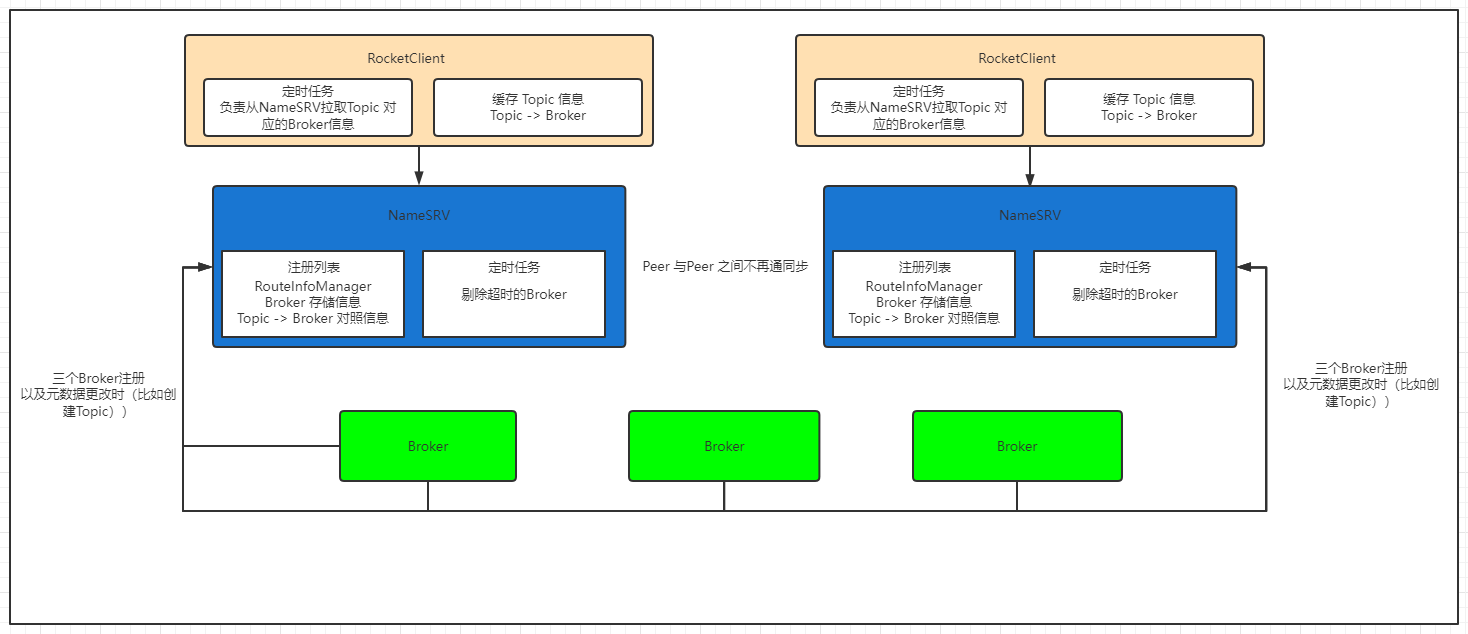 RocketClient
定时任务
负责从NameSRV拉取Topic 对
应的Broker信息
缓存 Topic 信息
Topic -> Broker
RocketClient
定时任务
负责从NameSRV拉取Topic 对
应的Broker信息
缓存 Topic 信息
Topic -> Broker
NameSRV
注册列表
RouteInfoManager
Broker 存储信息
Topic -> Broker 对照信息
定时任务
剔除超时的Broker
Peer 与Peer 之间不再通同步
NameSRV
注册列表
RouteInfoManager
Broker 存储信息
Topic -> Broker 对照信息
定时任务
剔除超时的Broker
三个Broker注册
以及元数据更改时（比如创
建Topic））
三个Broker注册
以及元数据更改时（比如创
建Topic））
Broker
Broker
Broker